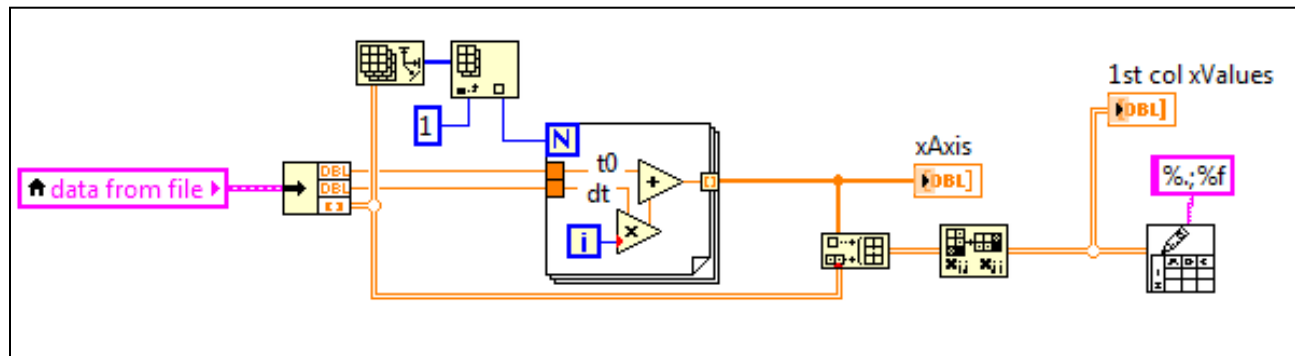 1st col xValues
DBL]
1
N
xAxis
t0
DBL
DBL
[ ]
data from file
dt
+
[ ]
DBL]
%.;%f
×
i